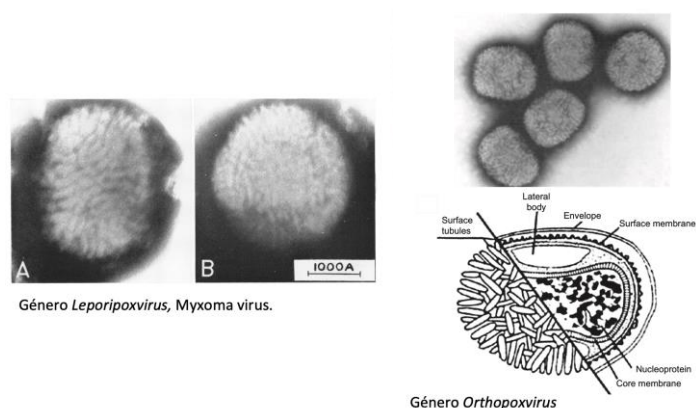 A
B
1000A
Género Leporipoxvirus, Myxoma virus.
Lateral
body
Surface
tubules
Envelope
Surface membrane
Nucleoprotein
Core membrane
Género Orthopoxvirus